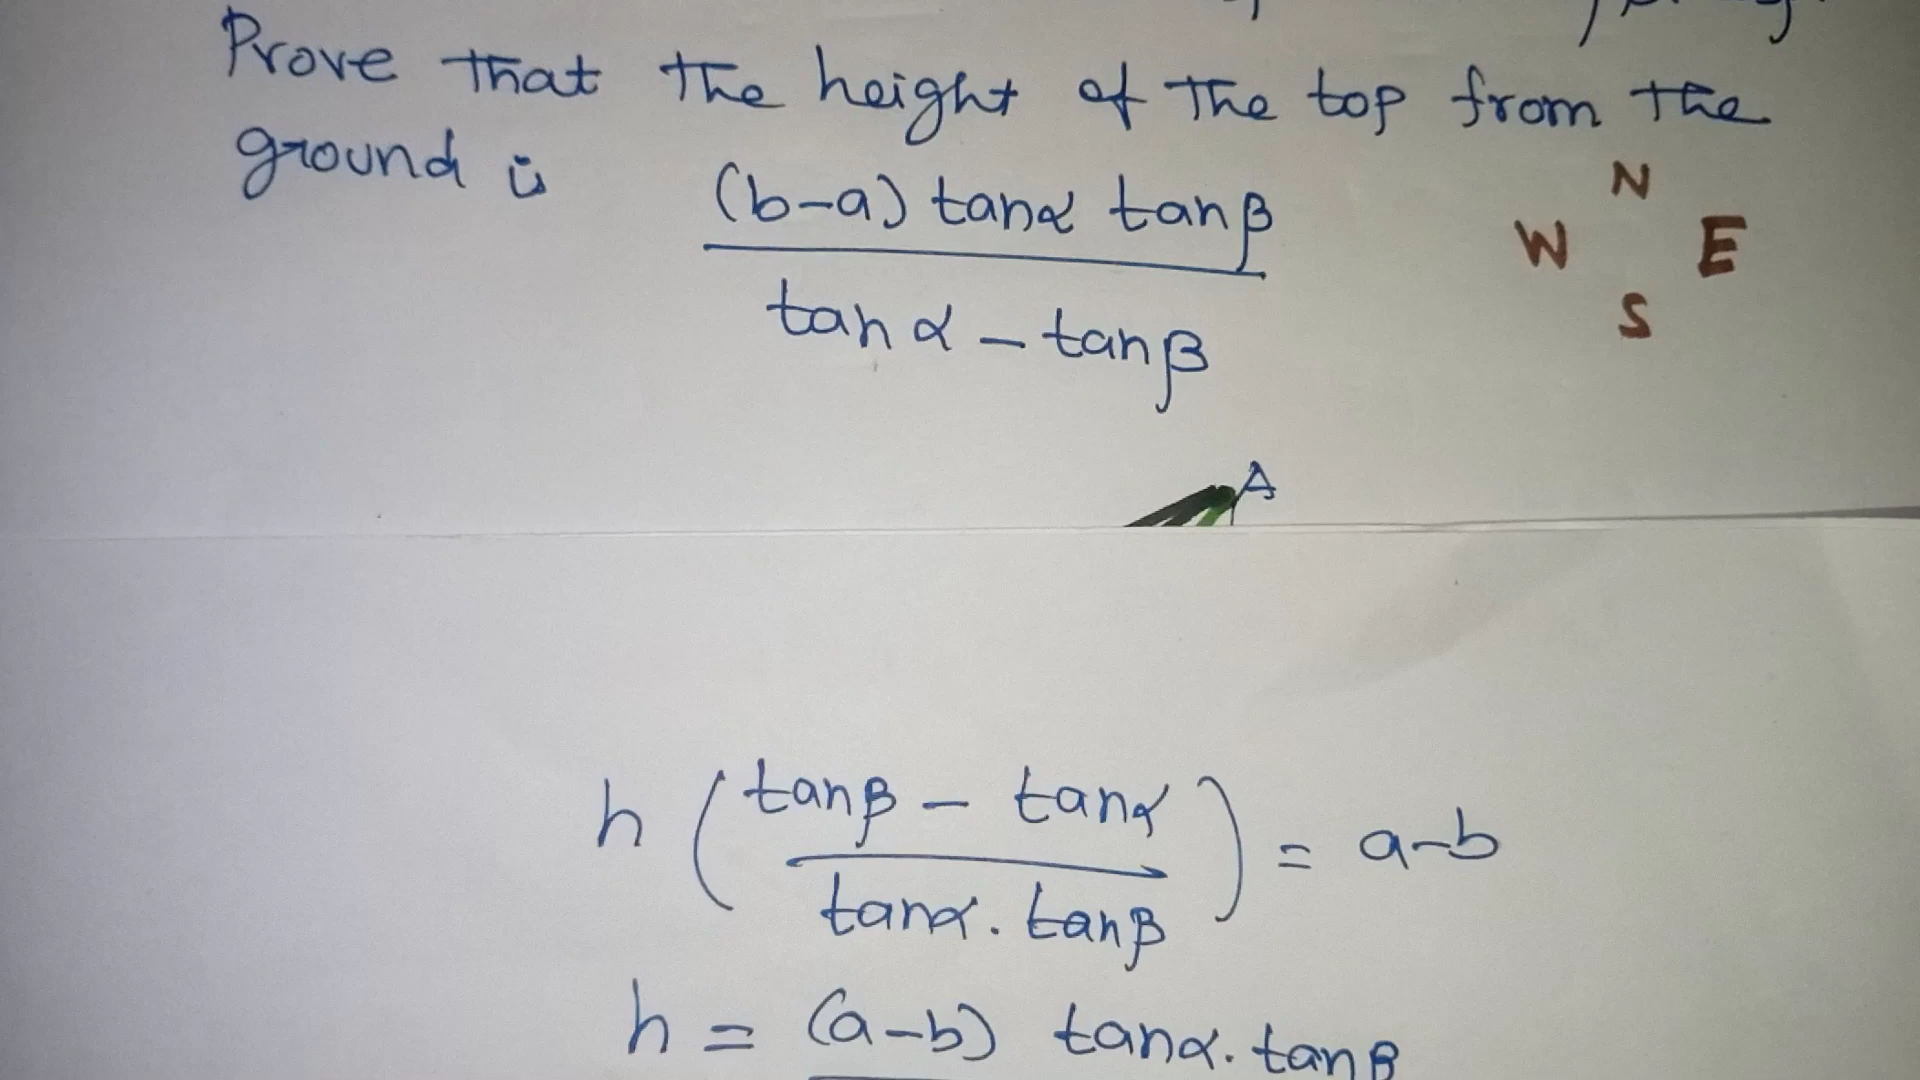 Prove that the height of the top from the
ground is
(b-a) tanα tanβ
tanα - tanβ
N
W E
S
A
h ( tanβ - tanα / tanα . tanβ ) = a-b
h = (a-b) tanα. tanβ